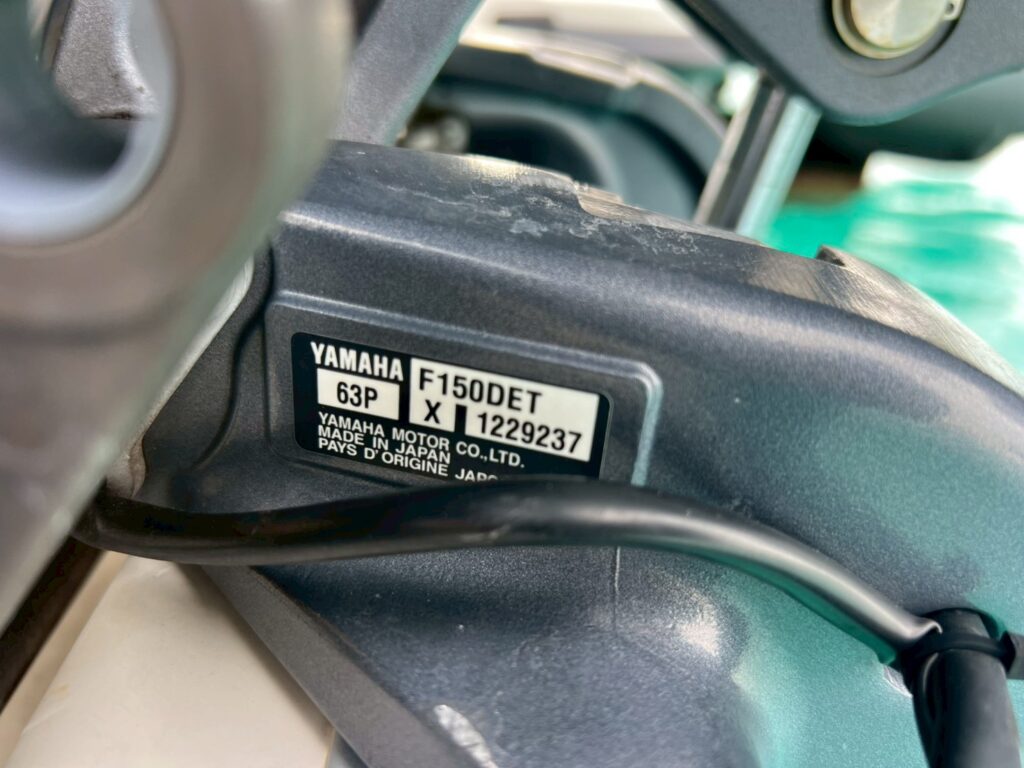 YAMAHA F150DET
63P X 1229237
YAMAHA MOTOR CO.,LTD.
MADE IN JAPAN
PAYS D'ORIGINE